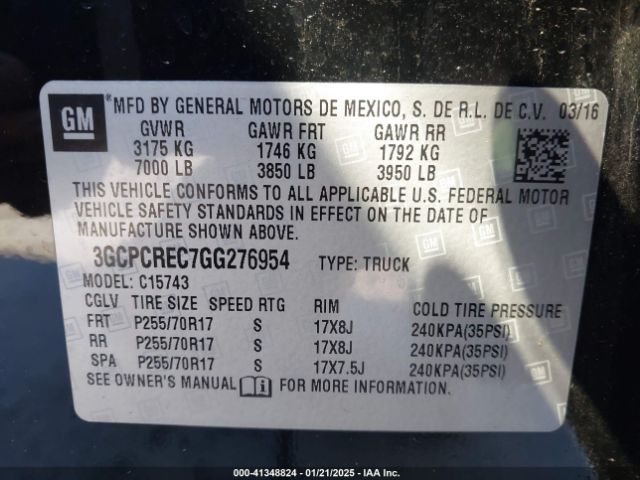 GM
*MFD BY GENERAL MOTORS DE MEXICO, S. DE R.L. DE C.V. 03/16
GVWR GAWR FRT GAWR RR
3175 KG 1746 KG 1792 KG
7000 LB 3850 LB 3950 LB
THIS VEHICLE CONFORMS TO ALL APPLICABLE U.S. FEDERAL MOTOR
VEHICLE SAFETY STANDARDS IN EFFECT ON THE DATE OF
MANUFACTURE SHOWN ABOVE.
3GCPCREC7GG276954 TYPE: TRUCK
MODEL: C15743
CGLV TIRE SIZE SPEED RTG RIM COLD TIRE PRESSURE
FRT P255/70R17 S 17X8J 240KPA(35PSI)
RR P255/70R17 S 17X8J 240KPA(35PSI)
SPA P255/70R17 S 17X7.5J 240KPA(35PSI)
SEE OWNER'S MANUAL FOR MORE INFORMATION.
000-41348824 - 01/21/2025 - IAA Inc.